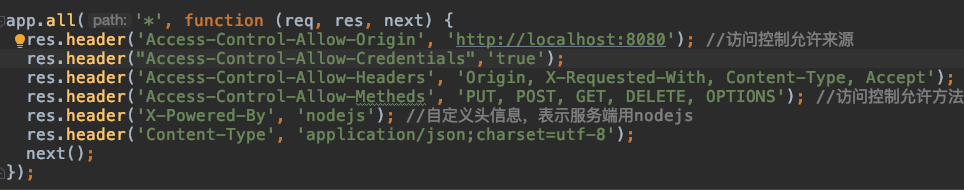 app.all( path: '*', function (req, res, next) {
res.header('Access-Control-Allow-Origin', 'http://localhost:8080'); //访问控制允许来源
res.header("Access-Control-Allow-Credentials",'true');
res.header('Access-Control-Allow-Headers', 'Origin, X-Requested-With, Content-Type, Accept');
res.header('Access-Control-Allow-Metheds', 'PUT, POST, GET, DELETE, OPTIONS'); //访问控制允许方法
res.header('X-Powered-By', 'nodejs'); //自定义头信息，表示服务端用nodejs
res.header('Content-Type', 'application/json;charset=utf-8');
next();
});